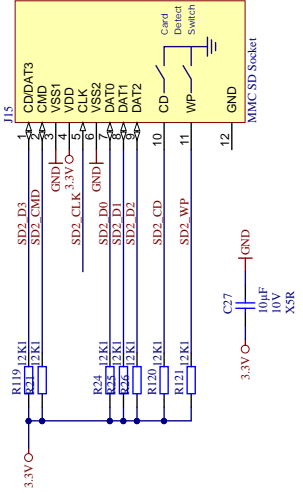 J15
MMC SD Socket
CD/DAT3
CMD
VSS1
VDD
CLK
VSS2
DAT0
DAT1
DAT2
CD
WP
GND
Card
Detect
Switch
1
2
3
4
5
6
7
8
9
10
11
12
SD2_D3
SD2_CMD
GND
3.3V
SD2_CLK
GND
SD2_D0
SD2_D1
SD2_D2
SD2_CD
SD2_WP
R119 12K1
R21 12K1
R24 12K1
R25 12K1
R26 12K1
R120 12K1
R121 12K1
3.3V
3.3V
C27
10µF
10V
X5R
GND